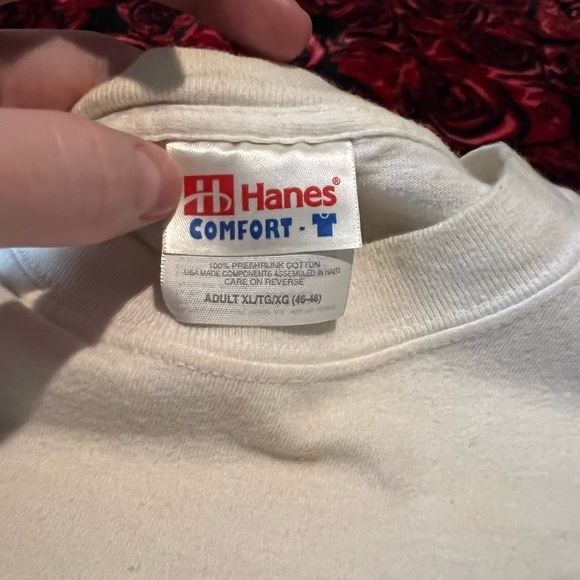 Hanes®
COMFORT-
100% PRESHRUNK COTTON
USA MADE COMPONENTS ASSEMBLED IN HAITI
CARE ON REVERSE
ADULT XL/TG/XG (46-48)